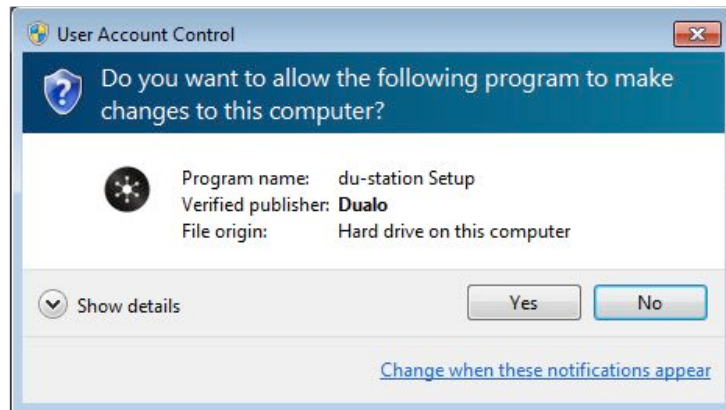 User Account Control
Do you want to allow the following program to make
changes to this computer?
Program name: du-station Setup
Verified publisher: Dualo
File origin: Hard drive on this computer
Show details
Yes
No
Change when these notifications appear